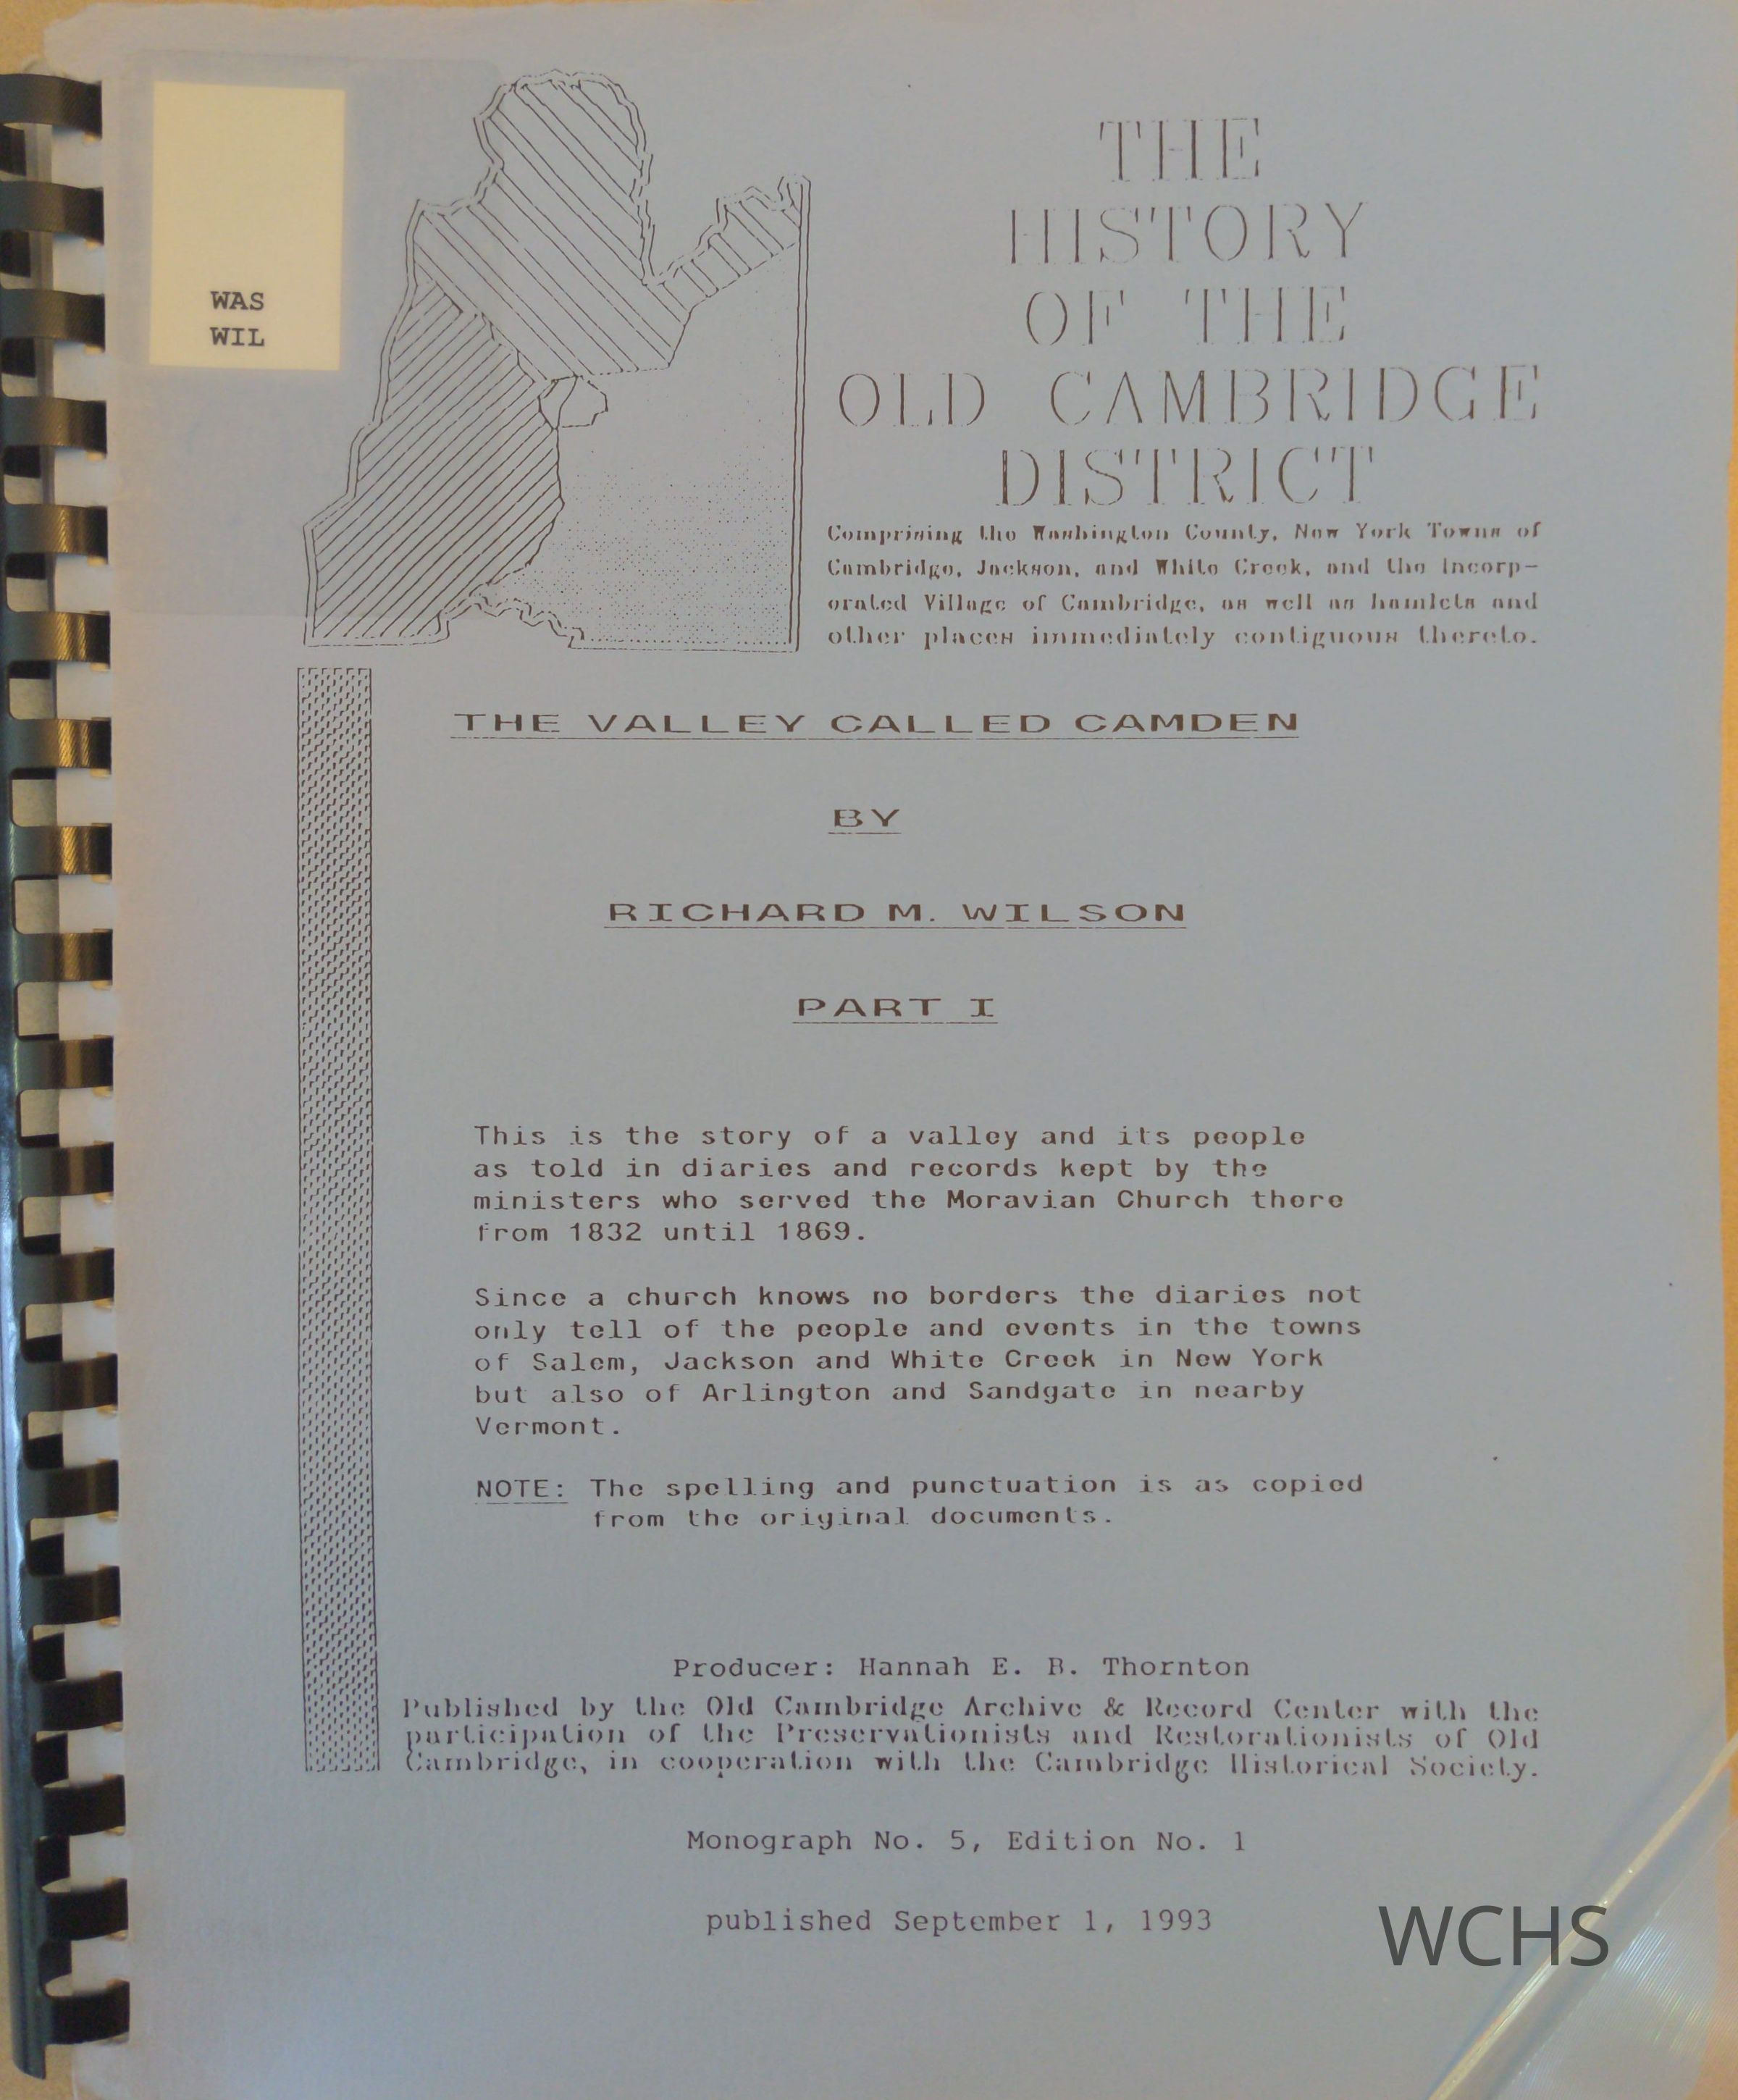 WAS
WIL
THE
HISTORY
OF THE
OLD CAMBRIDGE
DISTRICT
Comprising the Washington County, New York Towns of
Cambridge, Jackson, and White Creek, and the incorp-
orated Village of Cambridge, as well as hamlets and
other places immediately contiguous thereto.
THE VALLEY CALLED CAMDEN
BY
RICHARD M. WILSON
PART I
This is the story of a valley and its people
as told in diaries and records kept by the
ministers who served the Moravian Church there
from 1832 until 1869.
Since a church knows no borders the diaries not
only tell of the people and events in the towns
of Salem, Jackson and White Creek in New York
but also of Arlington and Sandgate in nearby
Vermont.
NOTE: The spelling and punctuation is as copied
from the original documents.
Producer: Hannah E. B. Thornton
Published by the Old Cambridge Archive & Record Center with the
participation of the Preservationists and Restorationists of Old
Cambridge, in cooperation with the Cambridge Historical Society.
Monograph No. 5, Edition No. 1
published September 1, 1993
WCHS